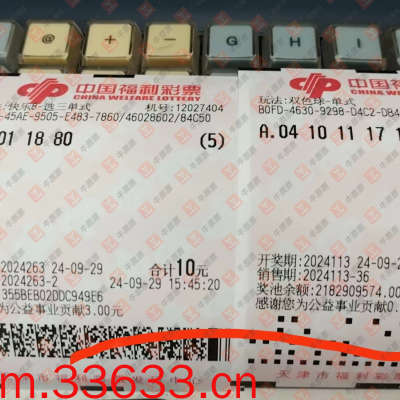 @ + - G H I
中国福利彩票
CHINA WELFARE LOTTERY
快乐8-选三单式 机号:12027404
-45AE-9505-E483-7860/46028602/84C50
01 18 80 (5)
2024263 24-09-29 合计10元
2024263-2 24-09-29 15:45:20
355BEB02DDC949E6
为公益事业贡献3.00元
中国福利彩票
CHINA WELFARE LOTTERY
玩法:双色球-单式
B0FD-4630-9298-D4C2-DB4
A.04 10 11 17 1
开奖期:2024113 24-09-2
销售期:2024113-36
奖池余额:2182909574.00
感谢您为公益事业贡献0.
天津市福利彩票
m.33633.cn
牛跑跑